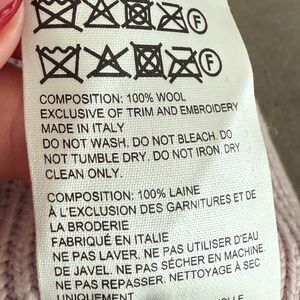 F
F
COMPOSITION: 100% WOOL
EXCLUSIVE OF TRIM AND EMBROIDERY
MADE IN ITALY
DO NOT WASH. DO NOT BLEACH. DO
NOT TUMBLE DRY. DO NOT IRON. DRY
CLEAN ONLY.
COMPOSITION: 100% LAINE
À L'EXCLUSION DES GARNITURES ET DE
LA BRODERIE
FABRIQUÉ EN ITALIE
NE PAS LAVER. NE PAS UTILISER D'EAU
DE JAVEL. NE PAS SÉCHER EN MACHINE.
NE PAS REPASSER. NETTOYAGE À SEC
UNIQUEMENT